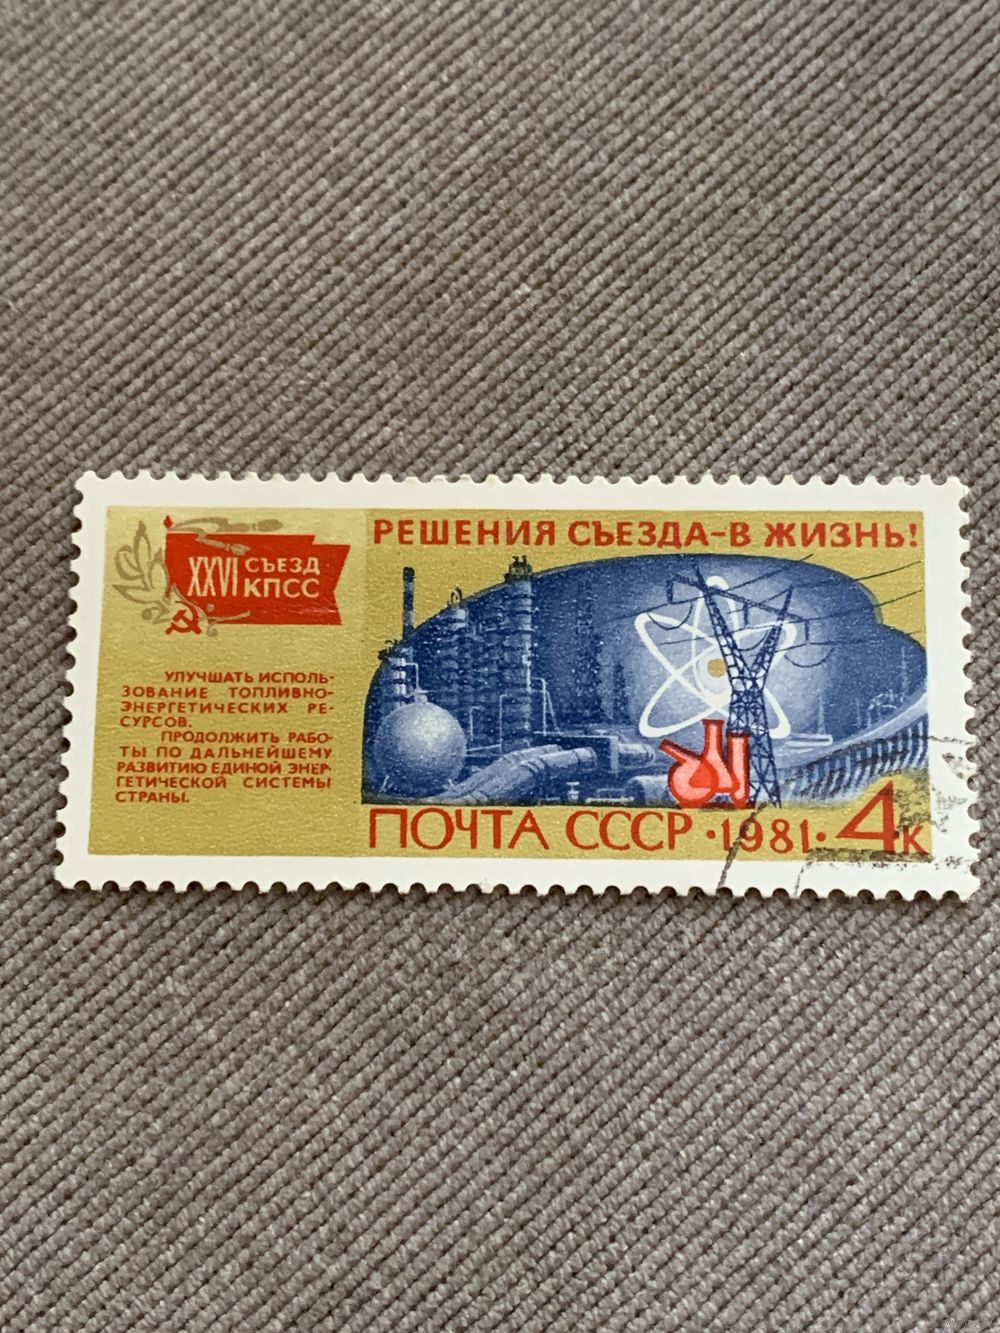 РЕШЕНИЯ СЪЕЗДА-В ЖИЗНЬ!
XXVI СЪЕЗД
КПСС
УЛУЧШАТЬ ИСПОЛЬ-
ЗОВАНИЕ ТОПЛИВНО-
ЭНЕРГЕТИЧЕСКИХ РЕ-
СУРСОВ.
ПРОДОЛЖИТЬ РАБО-
ТЫ ПО ДАЛЬНЕЙШЕМУ
РАЗВИТИЮ ЕДИНОЙ ЭНЕР-
ГЕТИЧЕСКОЙ СИСТЕМЫ
СТРАНЫ.
ПОЧТА СССР·1981·4К